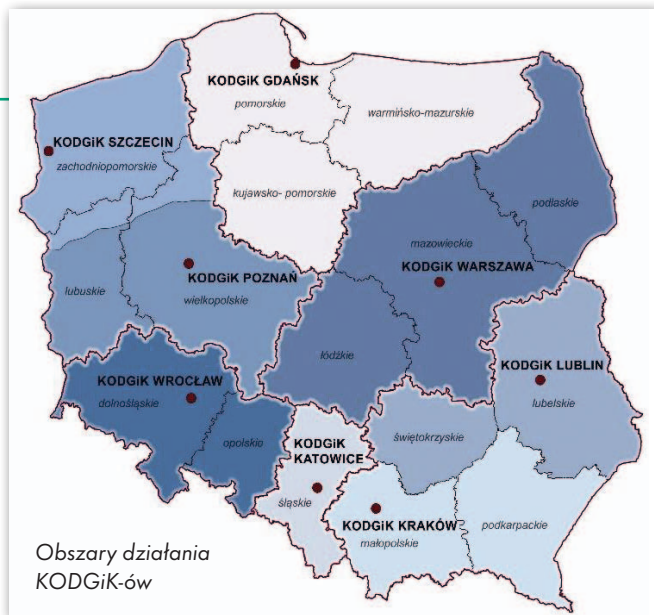 KODGiK GDAŃSK
pomorskie
warmińsko-mazurskie
KODGiK SZCZECIN
zachodniopomorskie
kujawsko- pomorskie
podlaskie
mazowieckie
KODGiK WARSZAWA
KODGiK POZNAŃ
wielkopolskie
lubuskie
łódzkie
KODGiK LUBLIN
lubelskie
KODGiK WROCŁAW
dolnośląskie
opolskie
KODGiK
KATOWICE
śląskie
świętokrzyskie
KODGiK KRAKÓW
małopolskie
podkarpackie
Obszary działania
KODGiK-ów